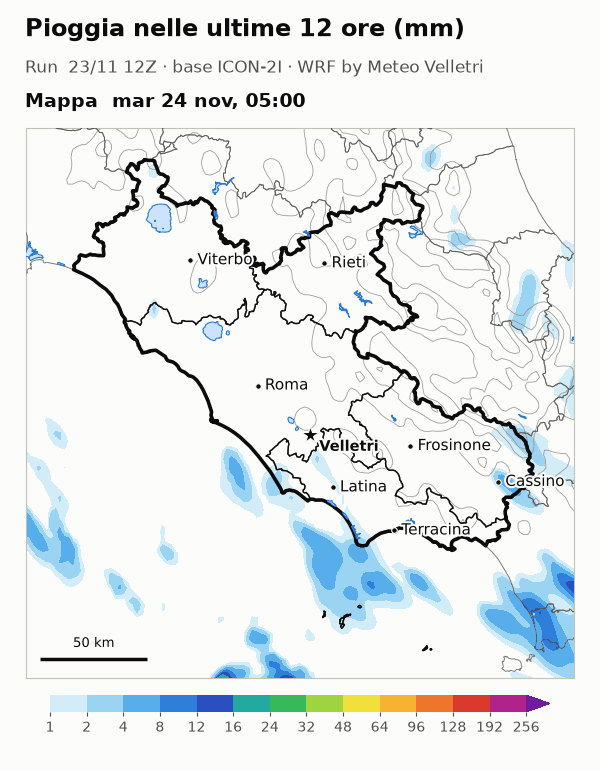 Pioggia nelle ultime 12 ore (mm)
Run  23/11 12Z · base ICON-2I · WRF by Meteo Velletri
Mappa  mar 24 nov, 05:00
Viterbo
Rieti
Roma
Velletri
Frosinone
Latina
Cassino
Terracina
50 km
1 2 4 8 12 16 24 32 48 64 96 128 192 256